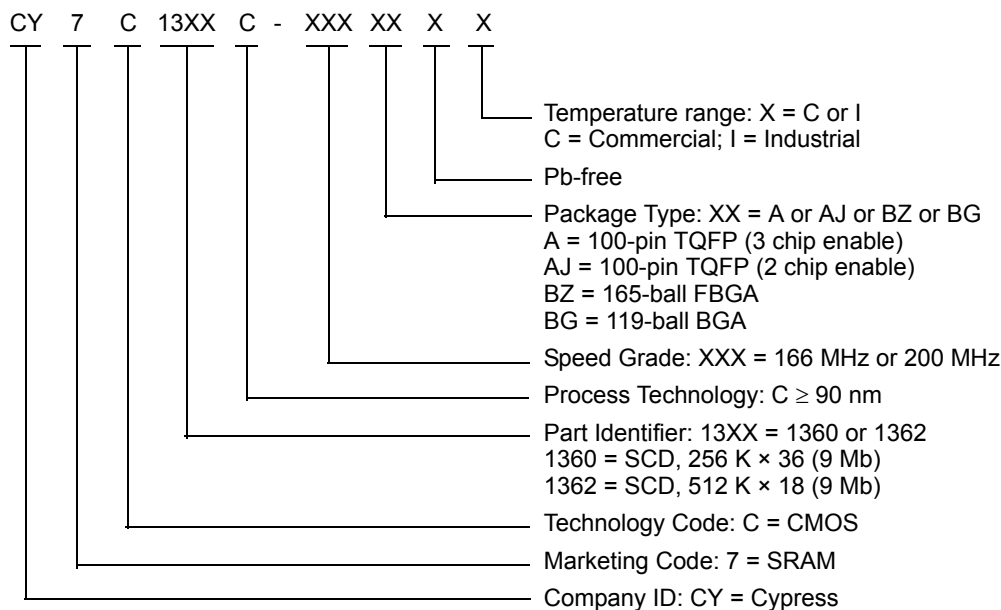 CY 7 C 13XX C - XXX XX X X
Temperature range: X = C or I
C = Commercial; I = Industrial
Pb-free
Package Type: XX = A or AJ or BZ or BG
A = 100-pin TQFP (3 chip enable)
AJ = 100-pin TQFP (2 chip enable)
BZ = 165-ball FBGA
BG = 119-ball BGA
Speed Grade: XXX = 166 MHz or 200 MHz
Process Technology: C ≥ 90 nm
Part Identifier: 13XX = 1360 or 1362
1360 = SCD, 256 K × 36 (9 Mb)
1362 = SCD, 512 K × 18 (9 Mb)
Technology Code: C = CMOS
Marketing Code: 7 = SRAM
Company ID: CY = Cypress